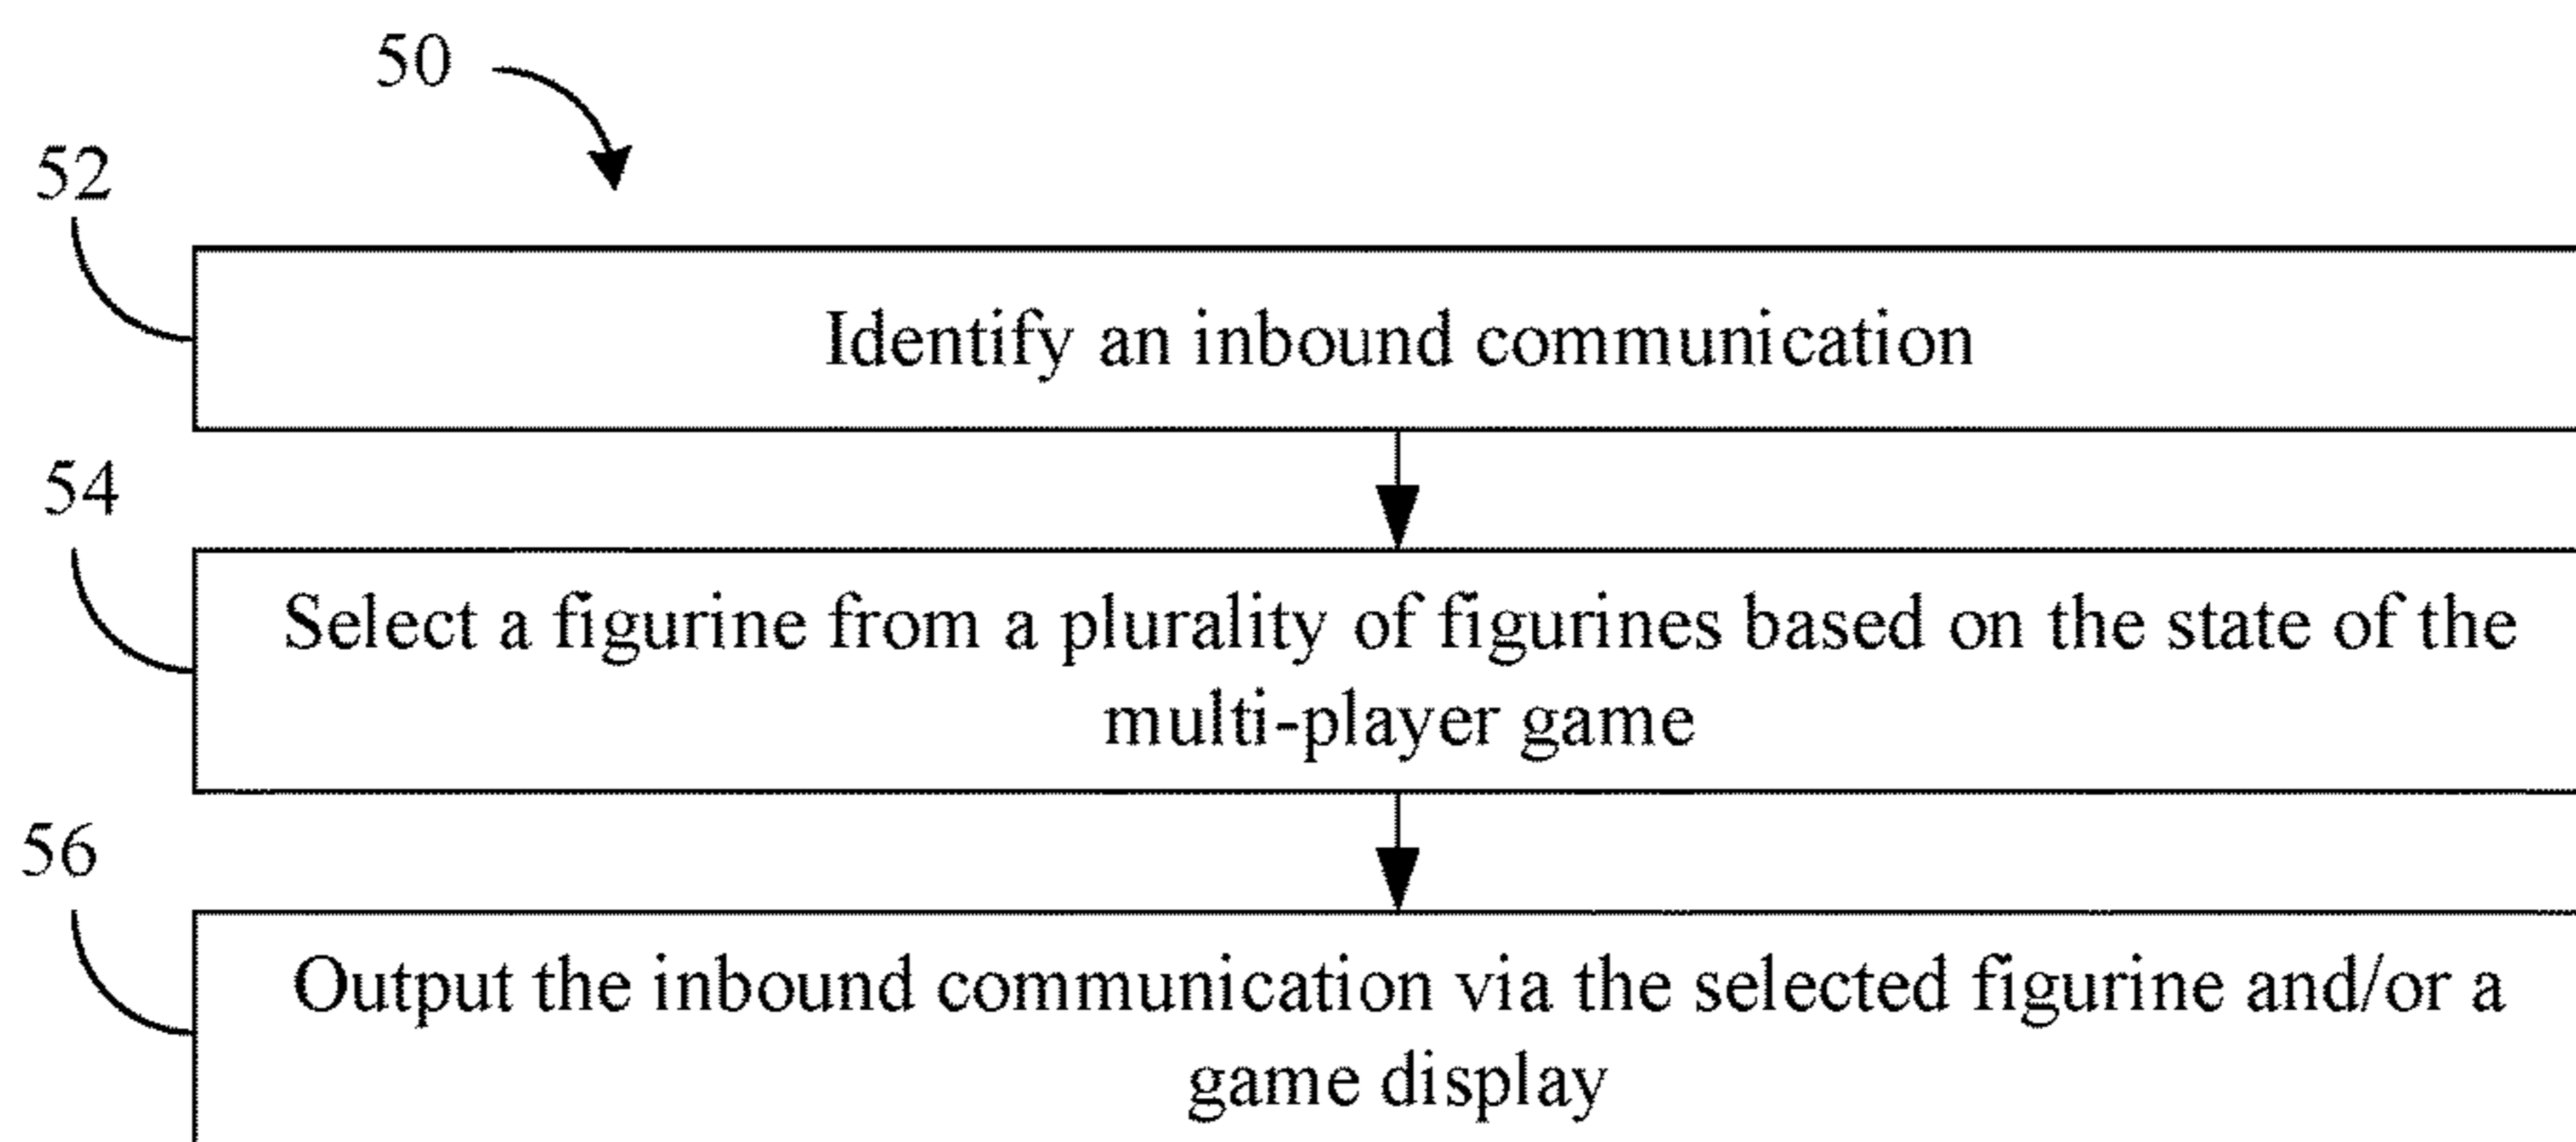 50
52
Identify an inbound communication
54
Select a figurine from a plurality of figurines based on the state of the
multi-player game
56
Output the inbound communication via the selected figurine and/or a
game display